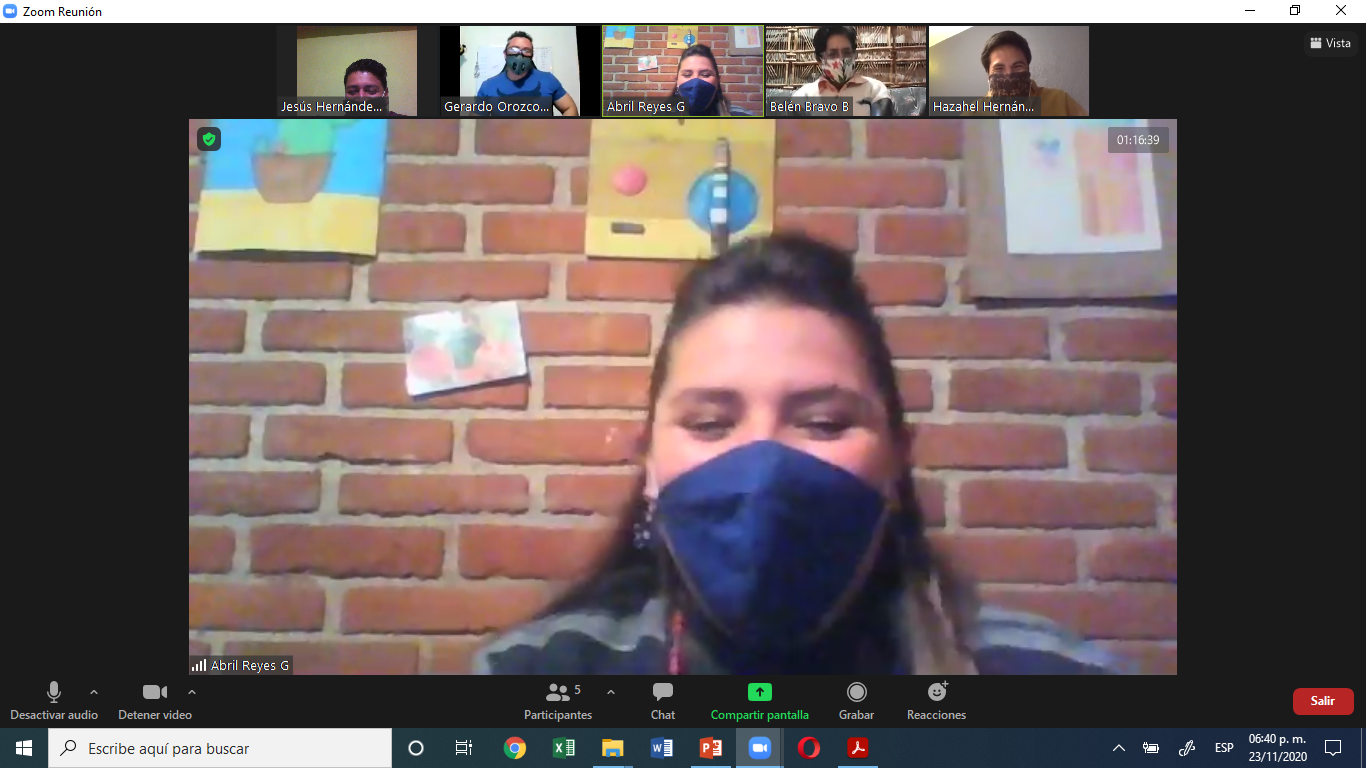 Zoom Reunión
Vista
Jesús Hernánde...
Gerardo Orozco...
Abril Reyes G
Belén Bravo B
Hazahel Hernán...
01:16:39
Abril Reyes G
Desactivar audio
Detener video
5
Participantes
Chat
Compartir pantalla
Grabar
Reacciones
Salir
Escribe aquí para buscar
ESP
06:40 p. m.
23/11/2020